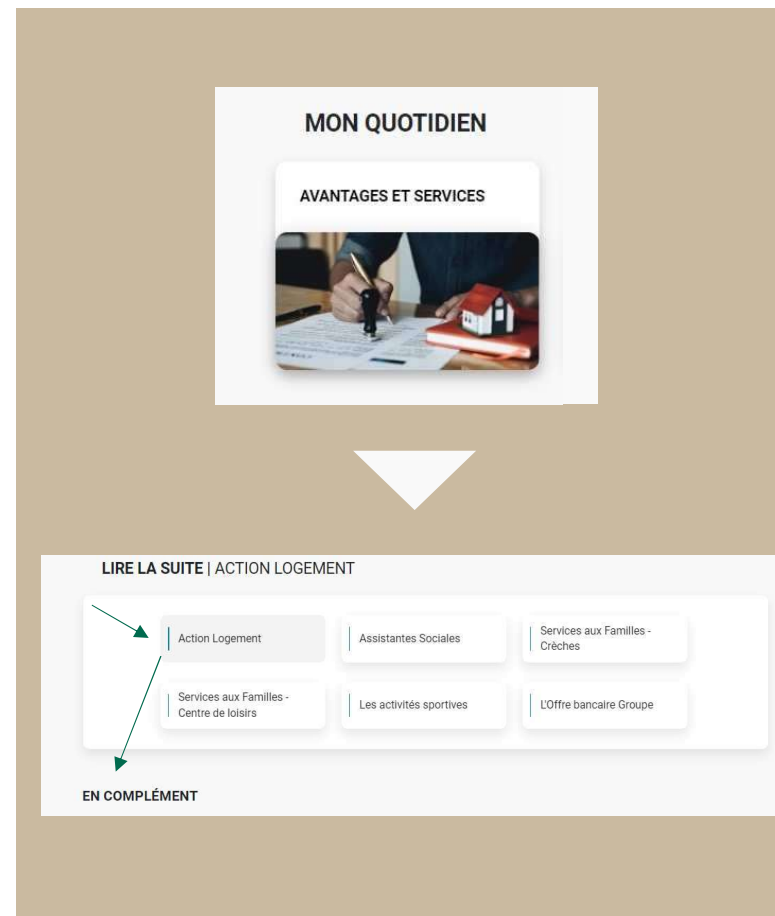 MON QUOTIDIEN
AVANTAGES ET SERVICES
LIRE LA SUITE | ACTION LOGEMENT
Action Logement
Assistantes Sociales
Services aux Familles -
Crèches
Services aux Familles -
Centre de loisirs
Les activités sportives
L'Offre bancaire Groupe
EN COMPLÉMENT